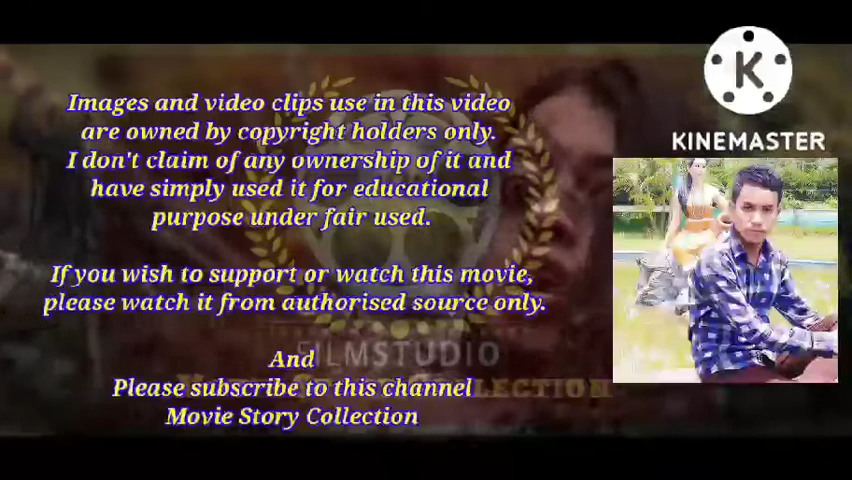 Images and video clips use in this video
are owned by copyright holders only.
I don't claim of any ownership of it and
have simply used it for educational
purpose under fair used.
If you wish to support or watch this movie,
please watch it from authorised source only.
And
Please subscribe to this channel
Movie Story Collection
K
KINEMASTER
FILMSTUDIO